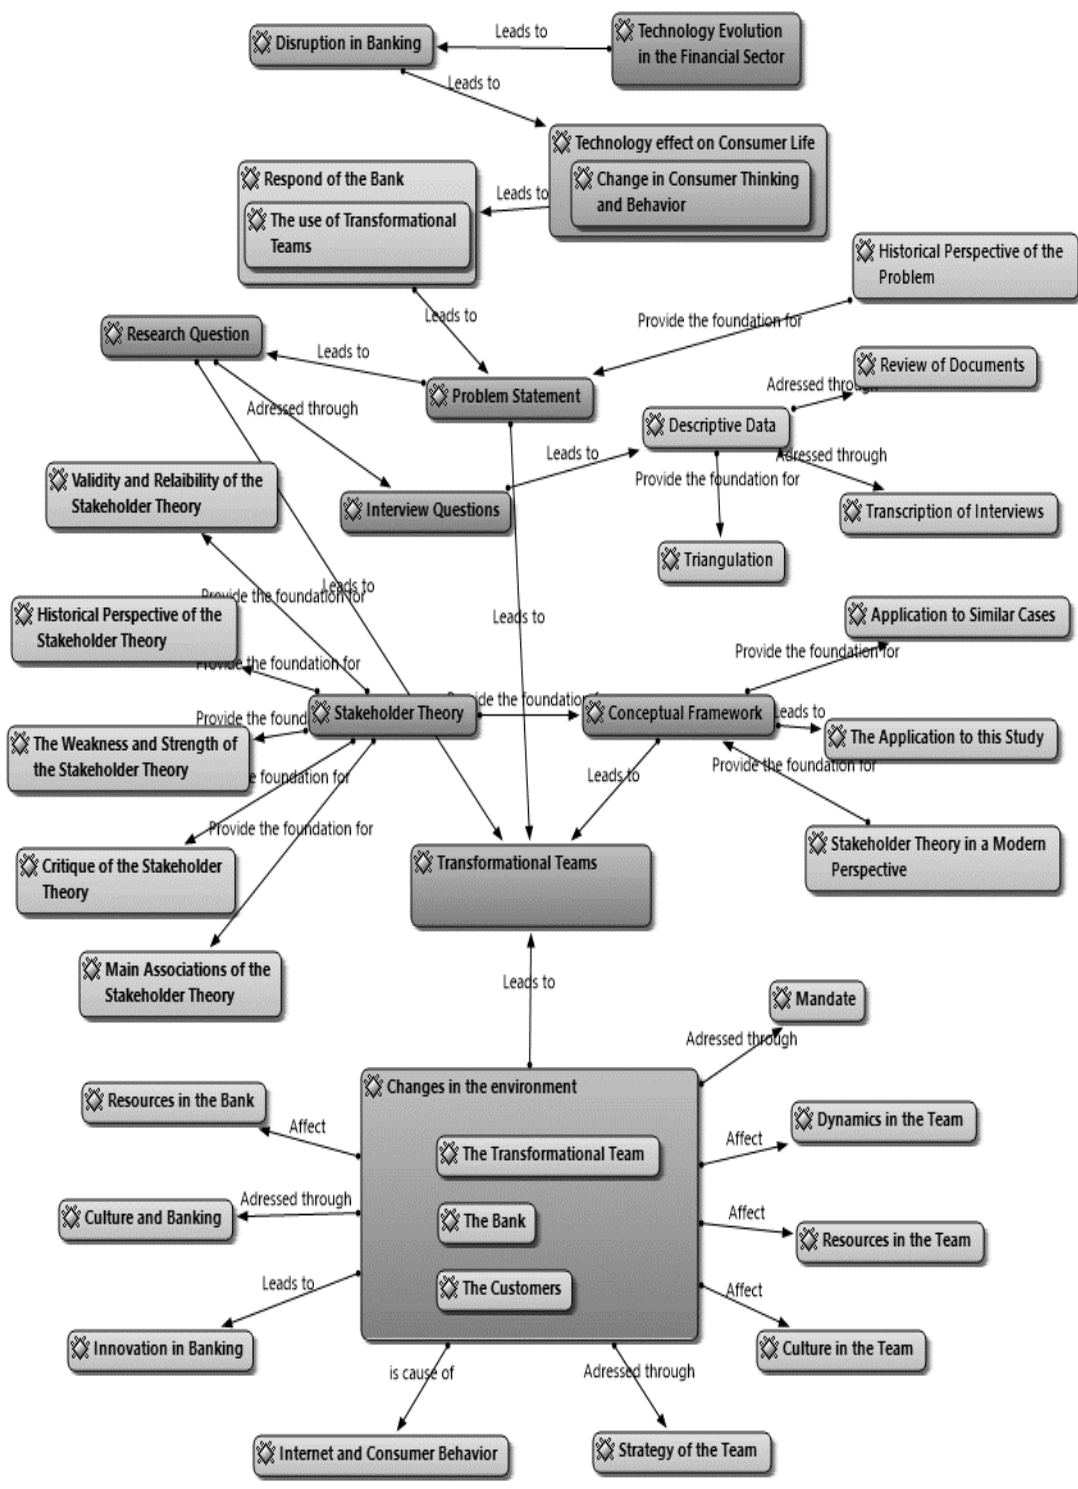 Leads to
Disruption in Banking
Technology Evolution
in the Financial Sector
Leads to
Technology effect on Consumer Life
Change in Consumer Thinking
and Behavior
Leads to
Respond of the Bank
The use of Transformational
Teams
Historical Perspective of the
Problem
Leads to
Provide the foundation for
Research Question
Leads to
Problem Statement
Review of Documents
Adressed through
Adressed through
Descriptive Data
Leads to
Adressed through
Validity and Relaibility of the
Stakeholder Theory
Provide the foundation for
Interview Questions
Transcription of Interviews
Triangulation
Leads to
Provide the foundation for
Historical Perspective of the
Stakeholder Theory
Leads to
Application to Similar Cases
Provide the foundation for
Provide the foundation for
Provide the foundation for
Stakeholder Theory
Conceptual Framework
Leads to
Provide the found
The Weakness and Strength of
the Stakeholder Theory
The Application to this Study
e foundation for
Leads to
Provide the foundation for
Provide the foundation for
Stakeholder Theory in a Modern
Perspective
Transformational Teams
Critique of the Stakeholder
Theory
Main Associations of the
Stakeholder Theory
Leads to
Mandate
Adressed through
Changes in the environment
Resources in the Bank
Affect
Dynamics in the Team
Affect
The Transformational Team
Adressed through
Culture and Banking
The Bank
Affect
Resources in the Team
Leads to
The Customers
Affect
Innovation in Banking
Culture in the Team
is cause of
Adressed through
Internet and Consumer Behavior
Strategy of the Team